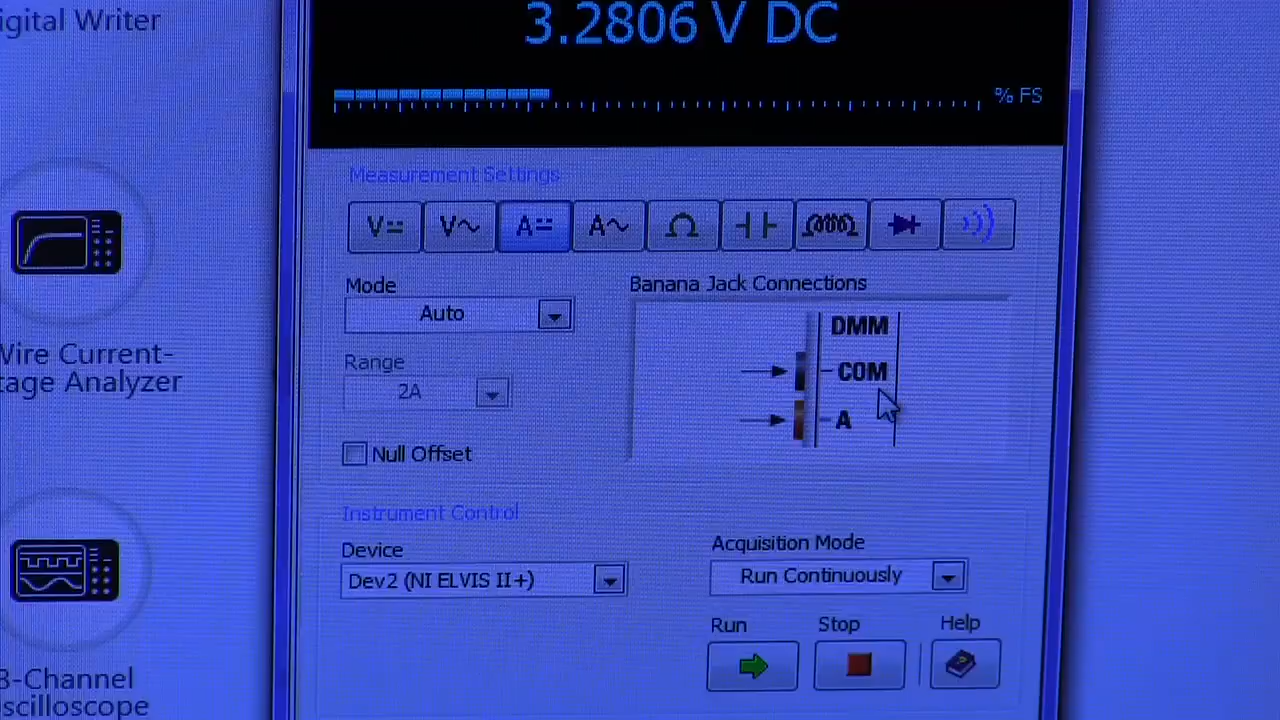 igital Writer
3.2806 V DC
% FS
Measurement Settings
V
V
A
A
Ω
Mode
Auto
Banana Jack Connections
DMM
COM
A
Wire Current-
tage Analyzer
Range
2A
Null Offset
Instrument Control
Device
Dev2 (NI ELVIS II+)
Acquisition Mode
Run Continuously
Run
Stop
Help
?
8-Channel
scilloscope